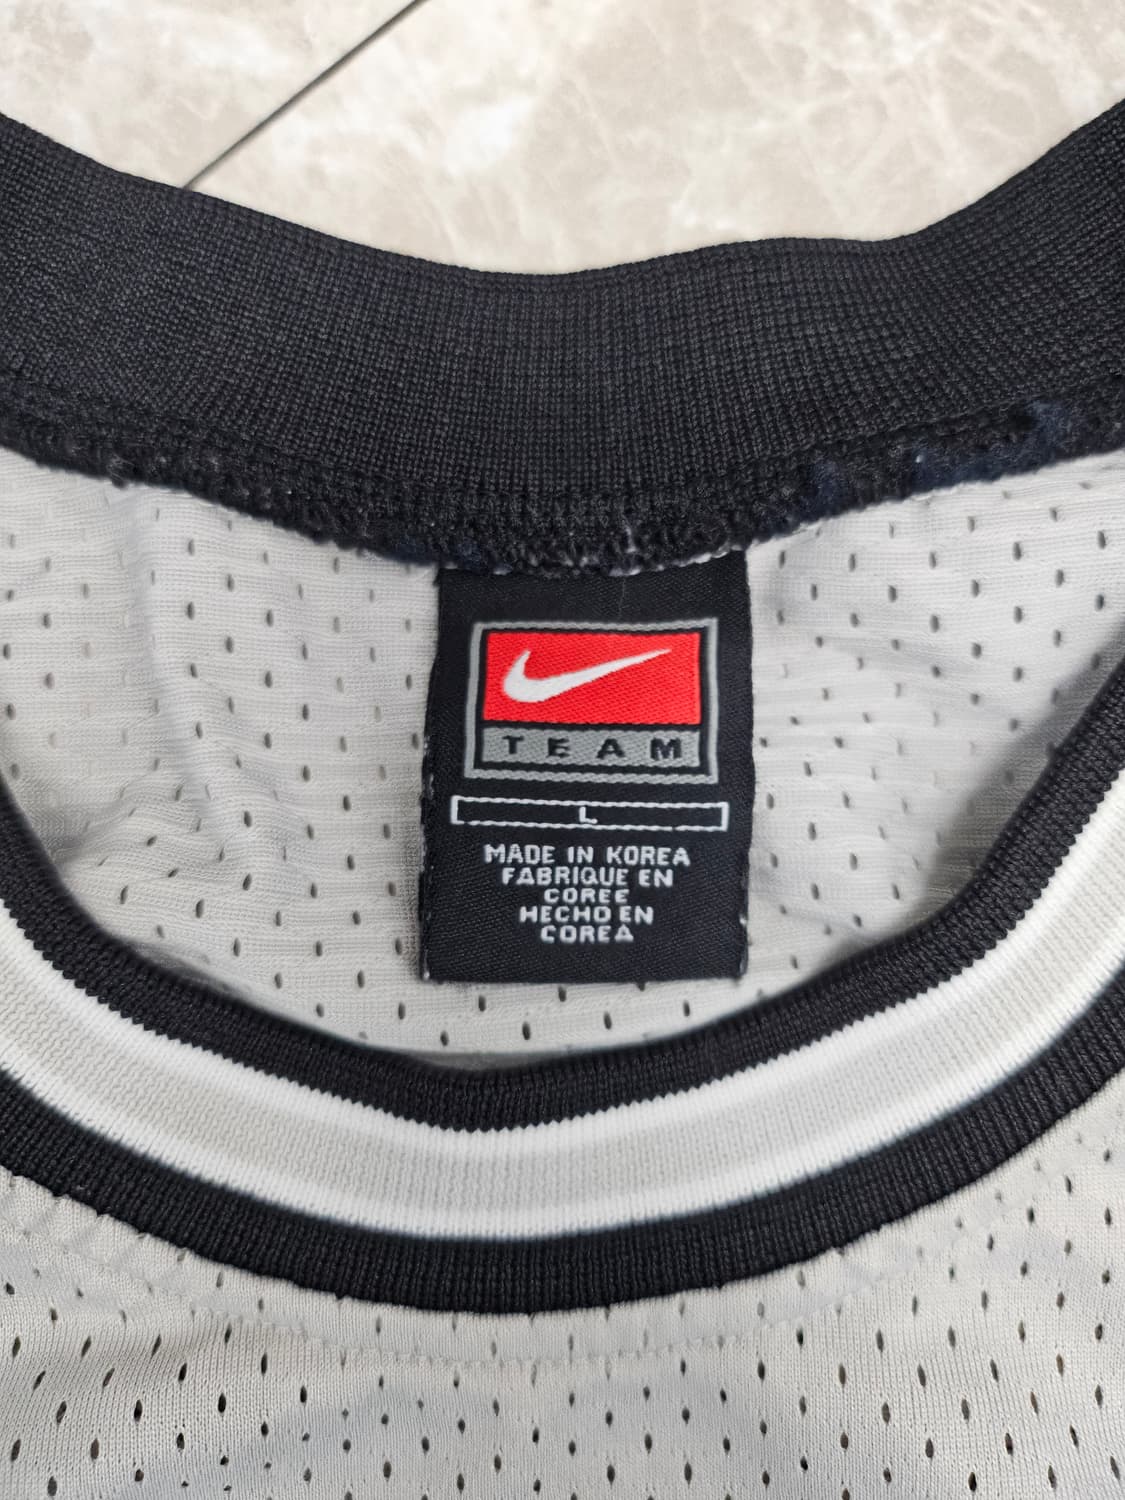 TEAM
L
MADE IN KOREA
FABRIQUE EN
COREE
HECHO EN
COREA